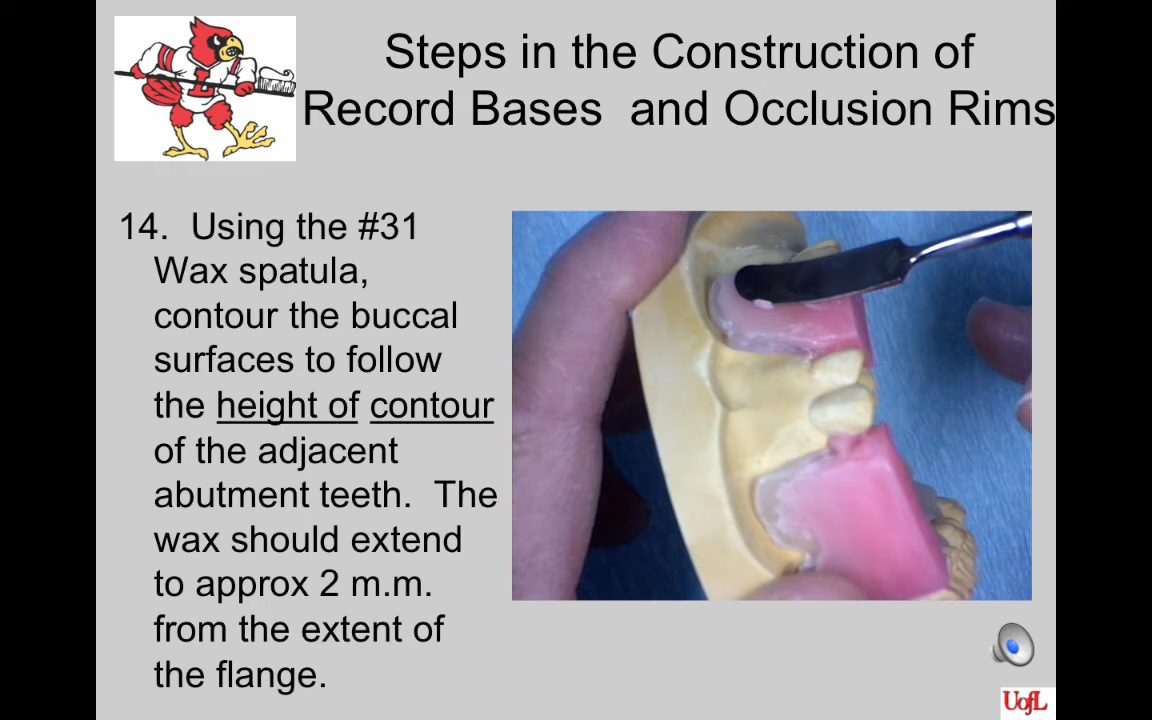 Steps in the Construction of
Record Bases and Occlusion Rims
14. Using the #31
Wax spatula,
contour the buccal
surfaces to follow
the height of contour
of the adjacent
abutment teeth. The
wax should extend
to approx 2 m.m.
from the extent of
the flange.
UofL